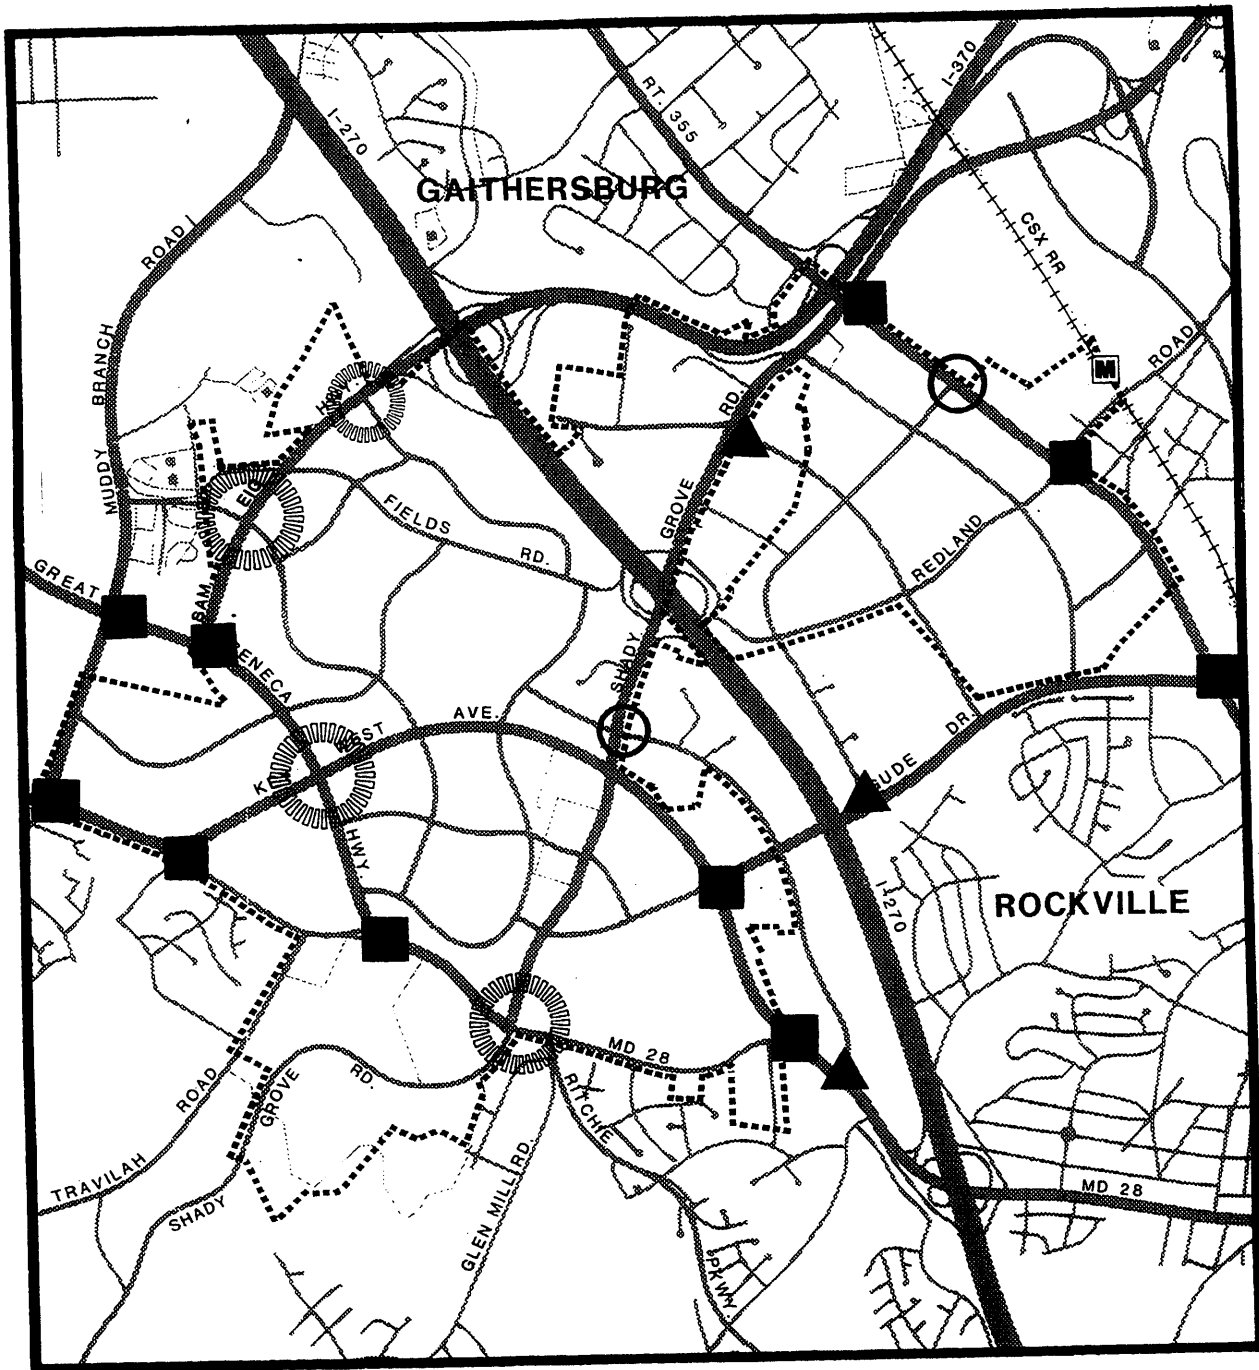 I-370
RT. 355
I-270
GAITHERSBURG
CSX RR
ROAD
BRANCH
MUDDY
ROAD
M
RD.
GROVE
FIELDS
RD.
REDLAND
GREAT
SAM
EIG
SENECA
HWY.
SHADY
WEST
AVE.
GUDE
DR.
I-270
ROCKVILLE
MD 28
ROAD
GROVE
RD.
RITCHIE
TRAVILAH
SHADY
GLEN MILL RD.
PKWY.
MD 28